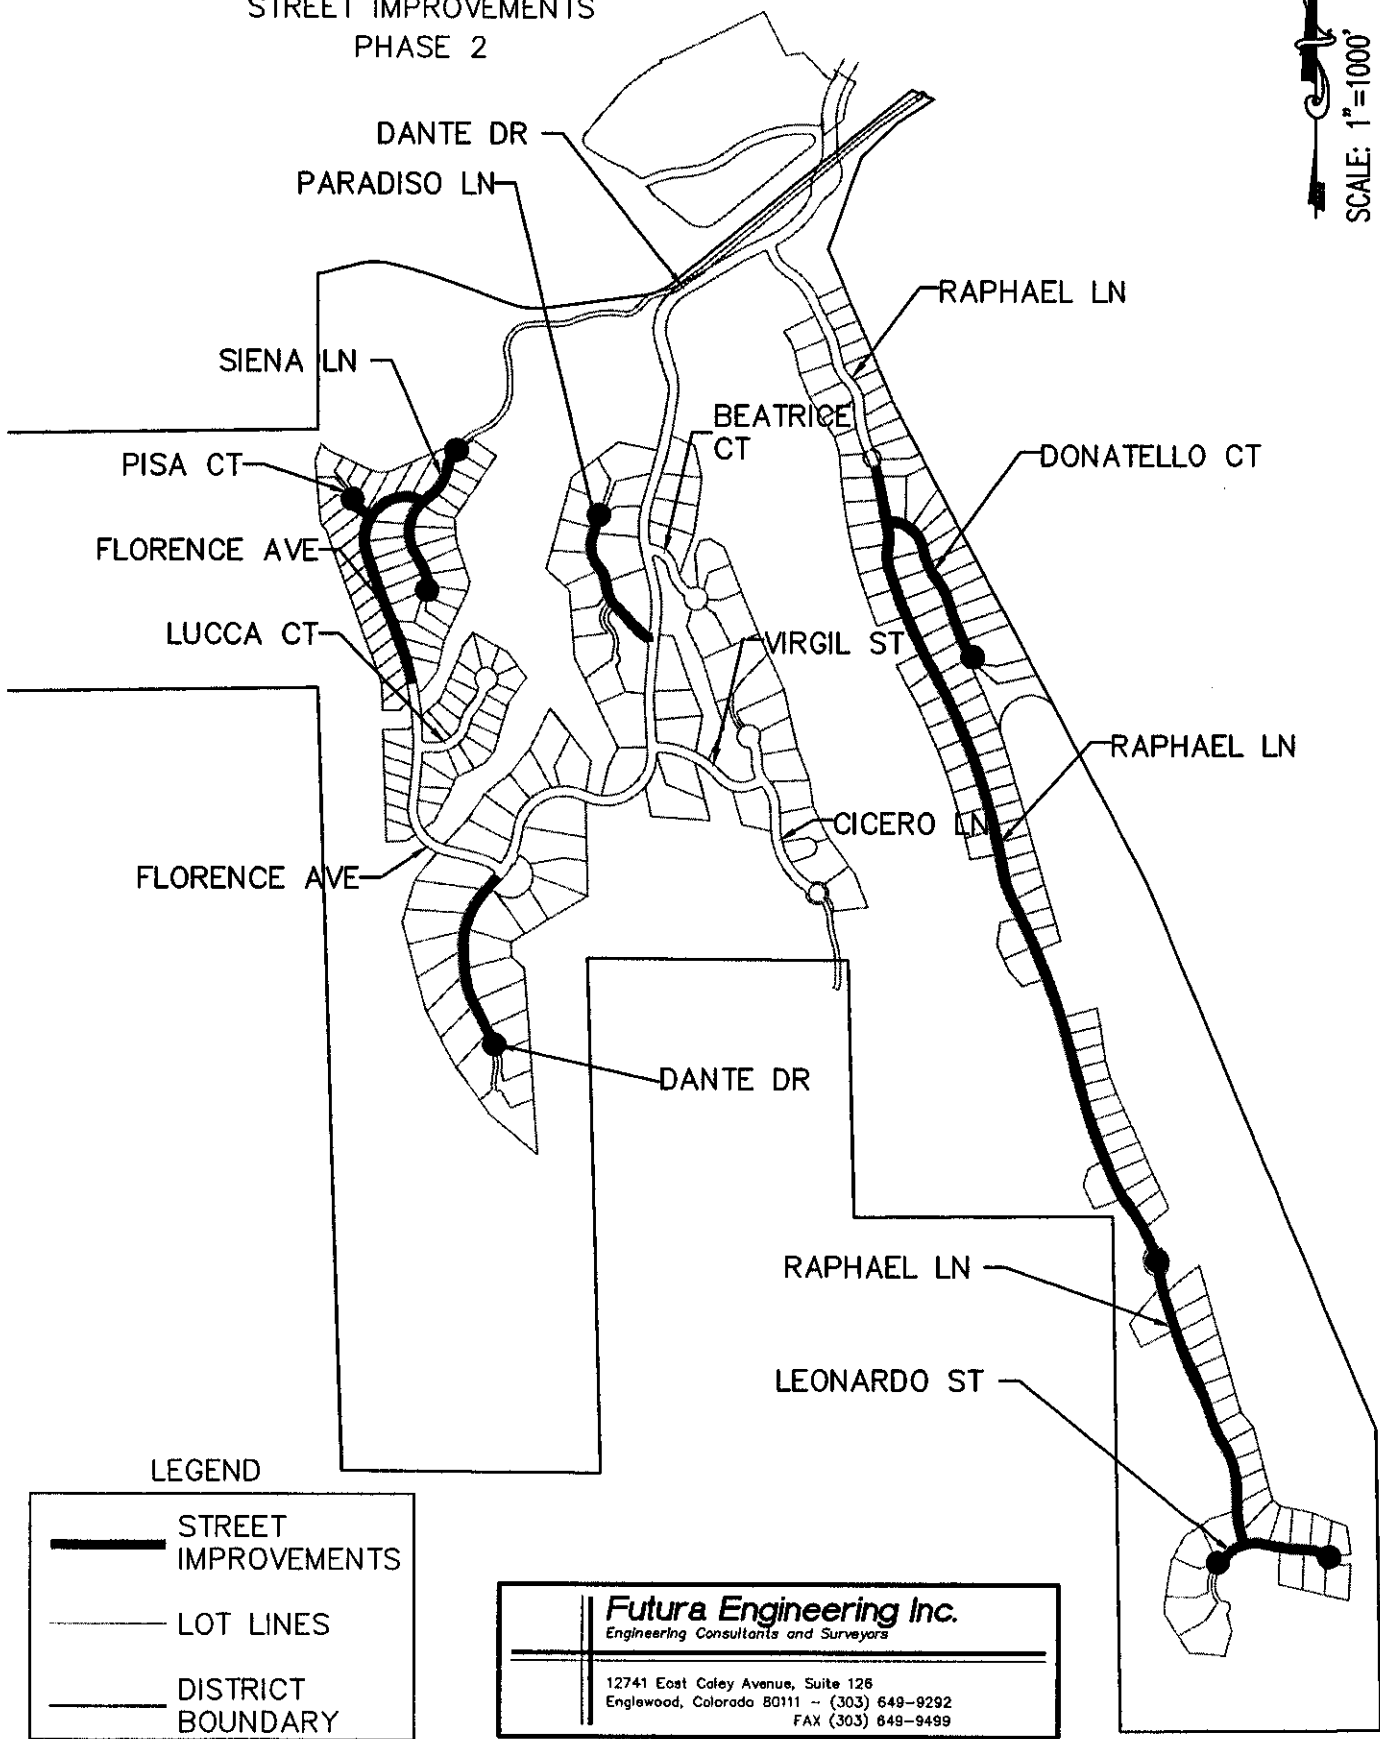 STREET IMPROVEMENTS
PHASE 2
SCALE: 1"=1000'
DANTE DR
PARADISO LN
RAPHAEL LN
SIENA LN
BEATRICE
CT
PISA CT
DONATELLO CT
FLORENCE AVE
LUCCA CT
VIRGIL ST
RAPHAEL LN
CICERO LN
FLORENCE AVE
DANTE DR
RAPHAEL LN
LEONARDO ST
LEGEND
STREET
IMPROVEMENTS
LOT LINES
DISTRICT
BOUNDARY
Futura Engineering Inc.
Engineering Consultants and Surveyors
12741 East Caley Avenue, Suite 126
Englewood, Colorado 80111 - (303) 649-9292
FAX (303) 649-9499